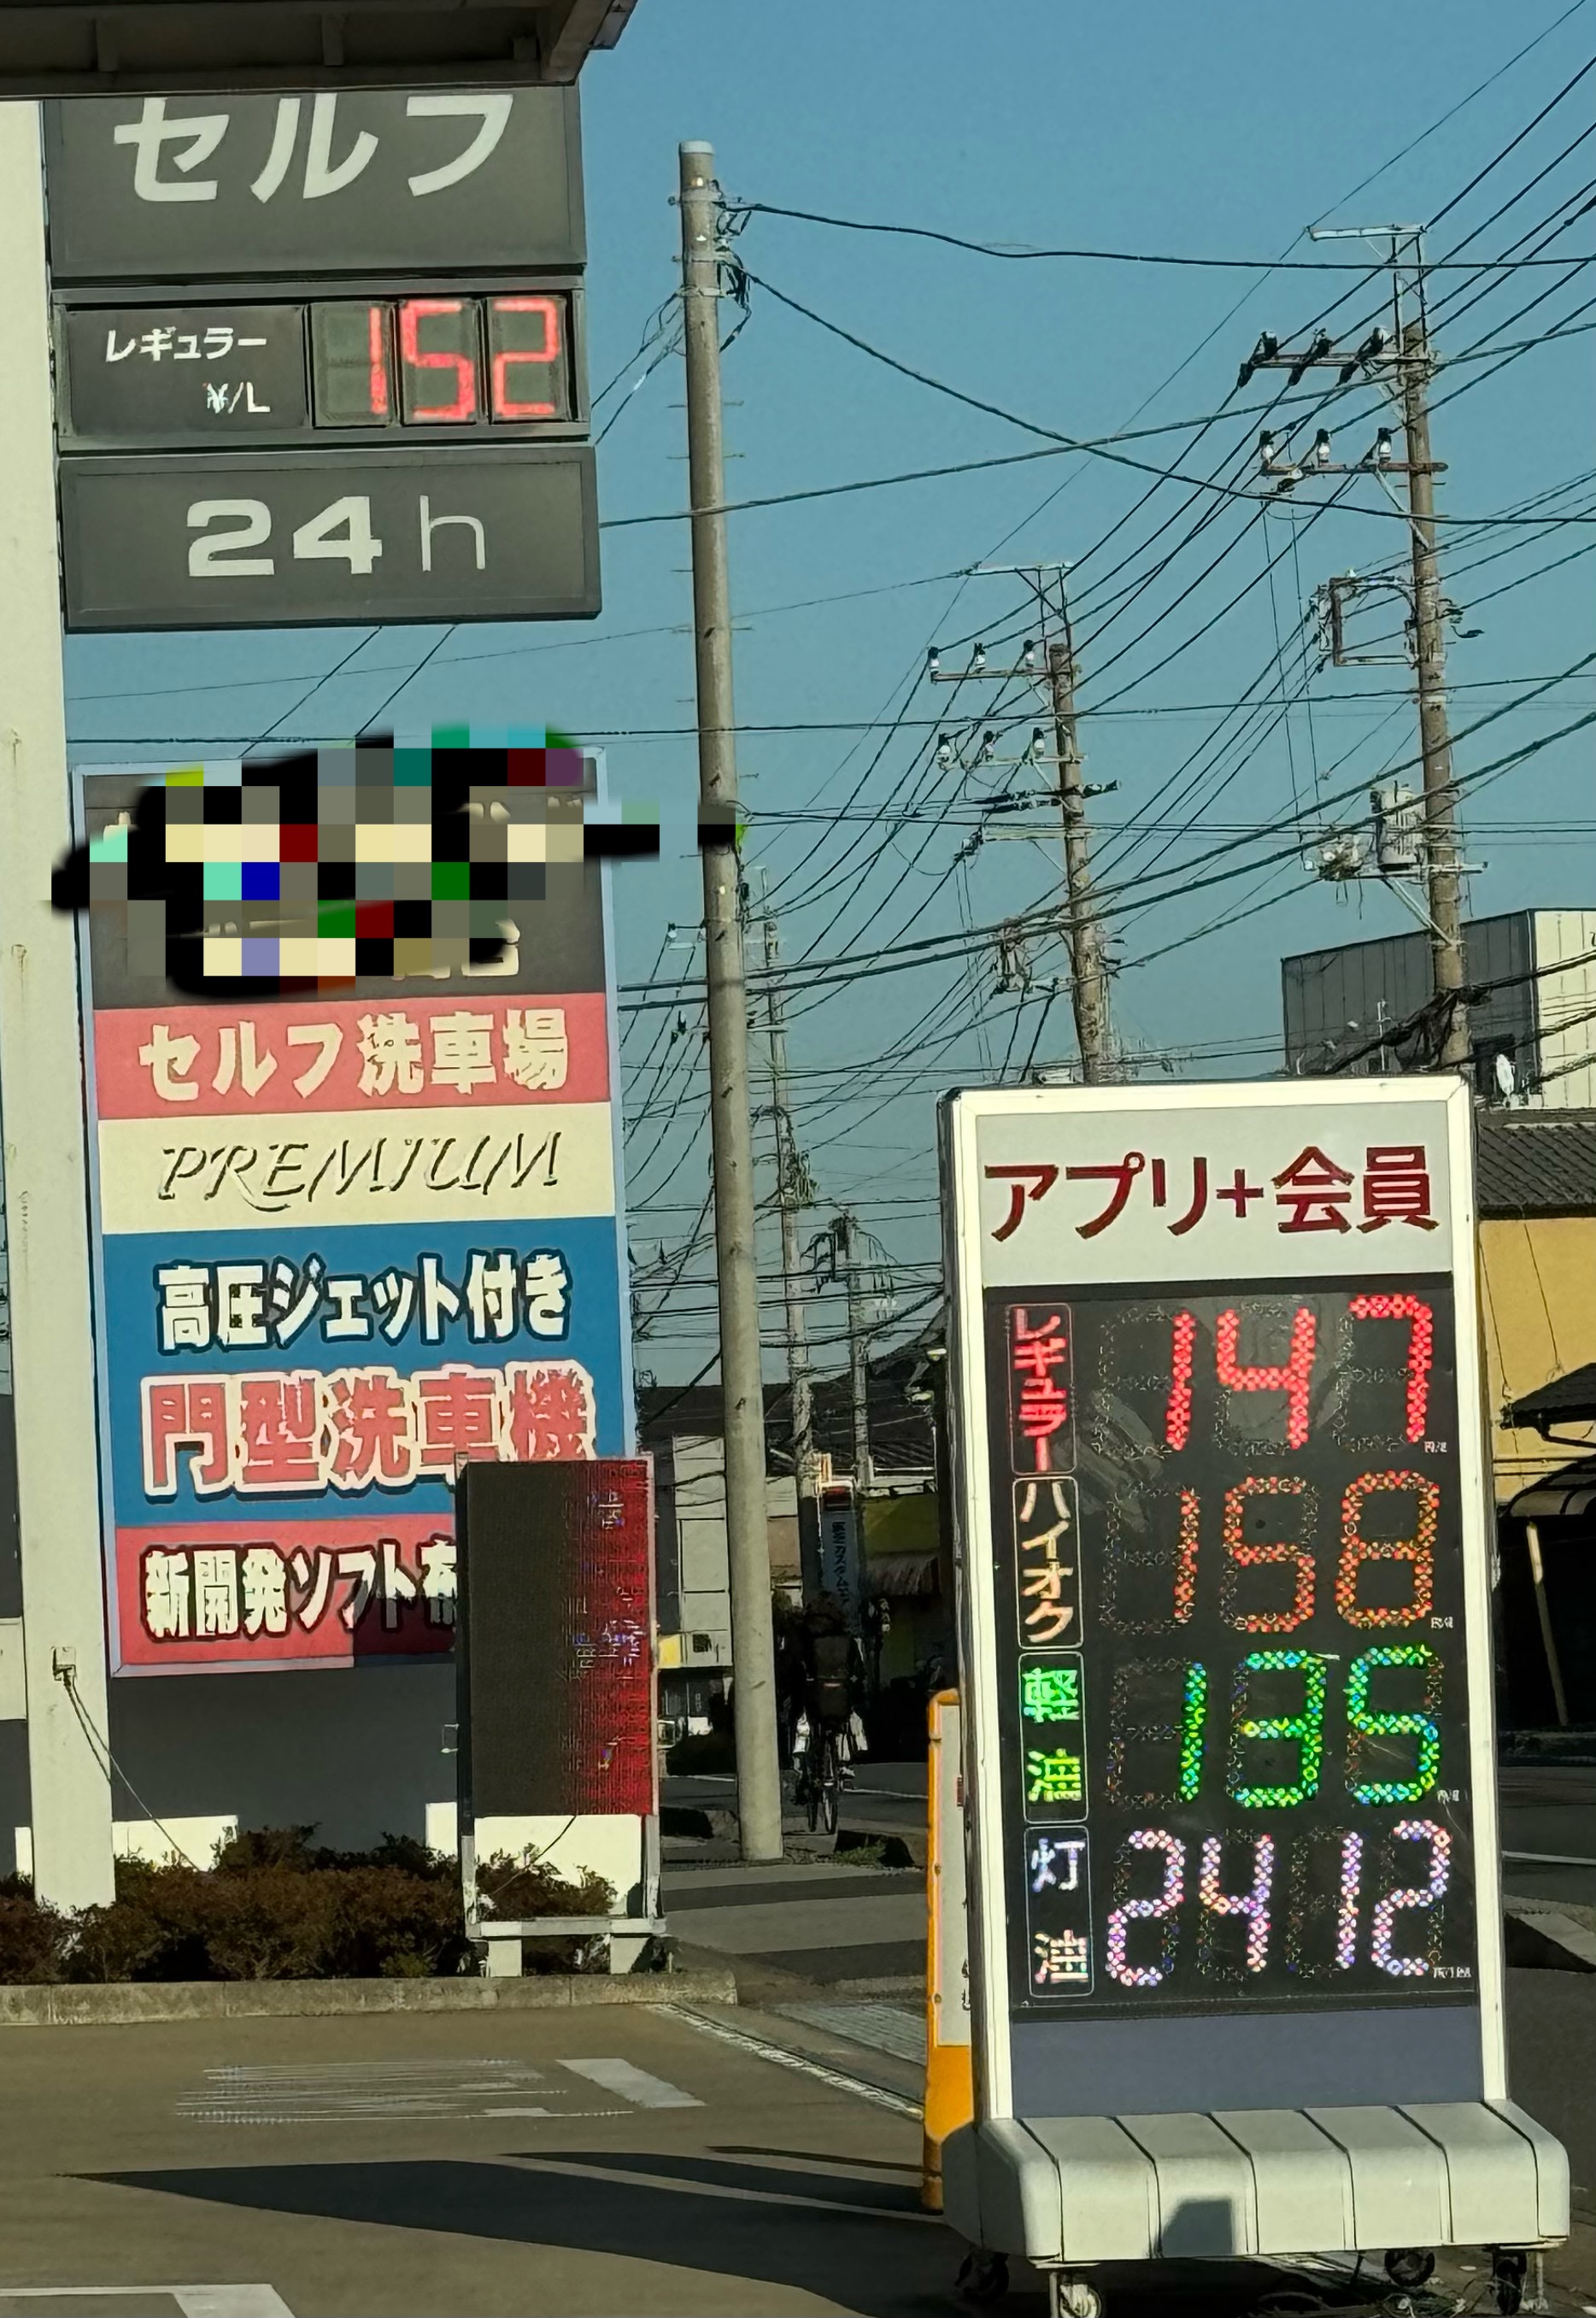 セルフ
レギュラー 152
¥/L
24h
セルフ洗車場
PREMIUM
高圧ジェット付き
門型洗車機
新開発ソフト布
アプリ+会員
レギュラー 147
ハイオク 158
軽油 135
灯油 2412